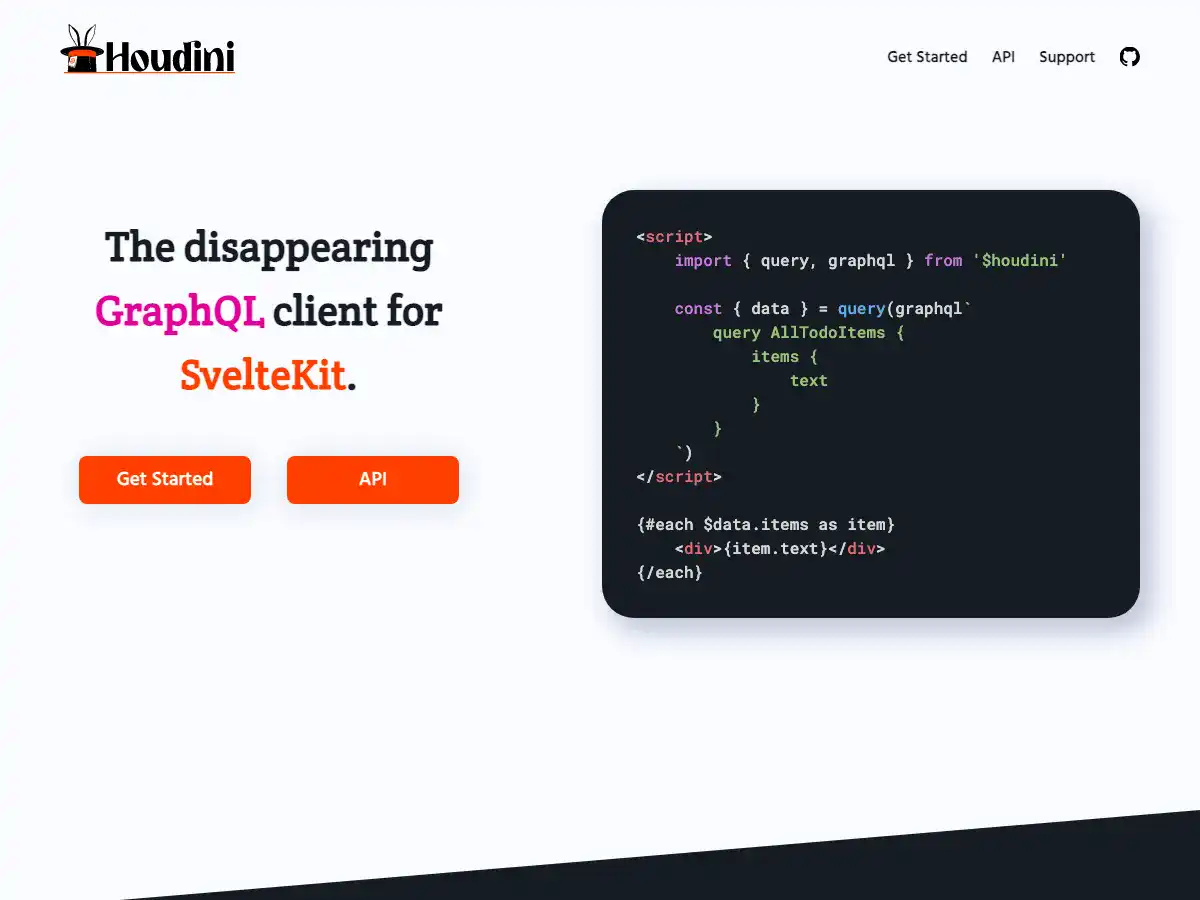 Houdini
Get Started API Support
The disappearing
GraphQL client for
SvelteKit.
Get Started API
<script>
    import { query, graphql } from '$houdini'

    const { data } = query(graphql`
        query AllTodoItems {
            items {
                text
            }
        }
    `)
</script>

{#each $data.items as item}
    <div>{item.text}</div>
{/each}